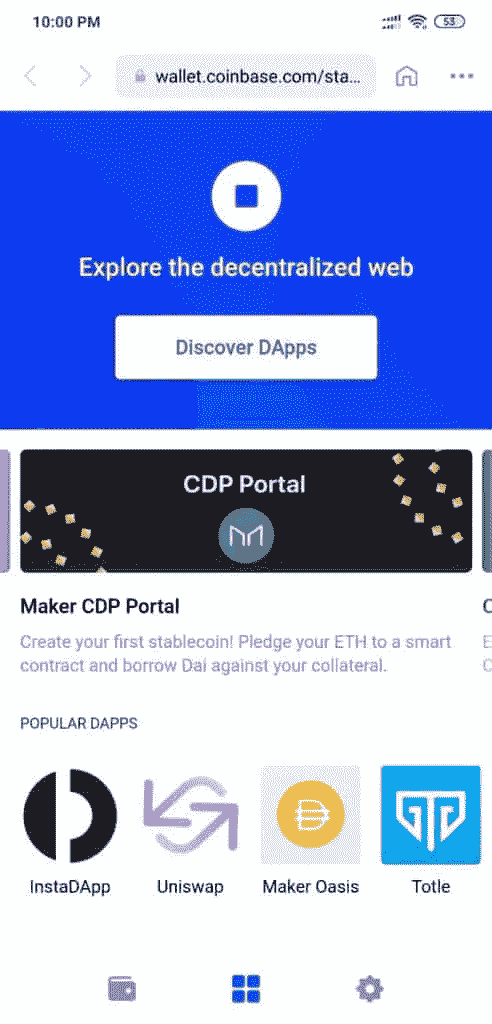 10:00 PM
53
wallet.coinbase.com/sta...
Explore the decentralized web
Discover DApps
CDP Portal
Maker CDP Portal
C
Create your first stablecoin! Pledge your ETH to a smart
E
contract and borrow Dai against your collateral.
C
POPULAR DAPPS
InstaDApp
Uniswap
Maker Oasis
Totle